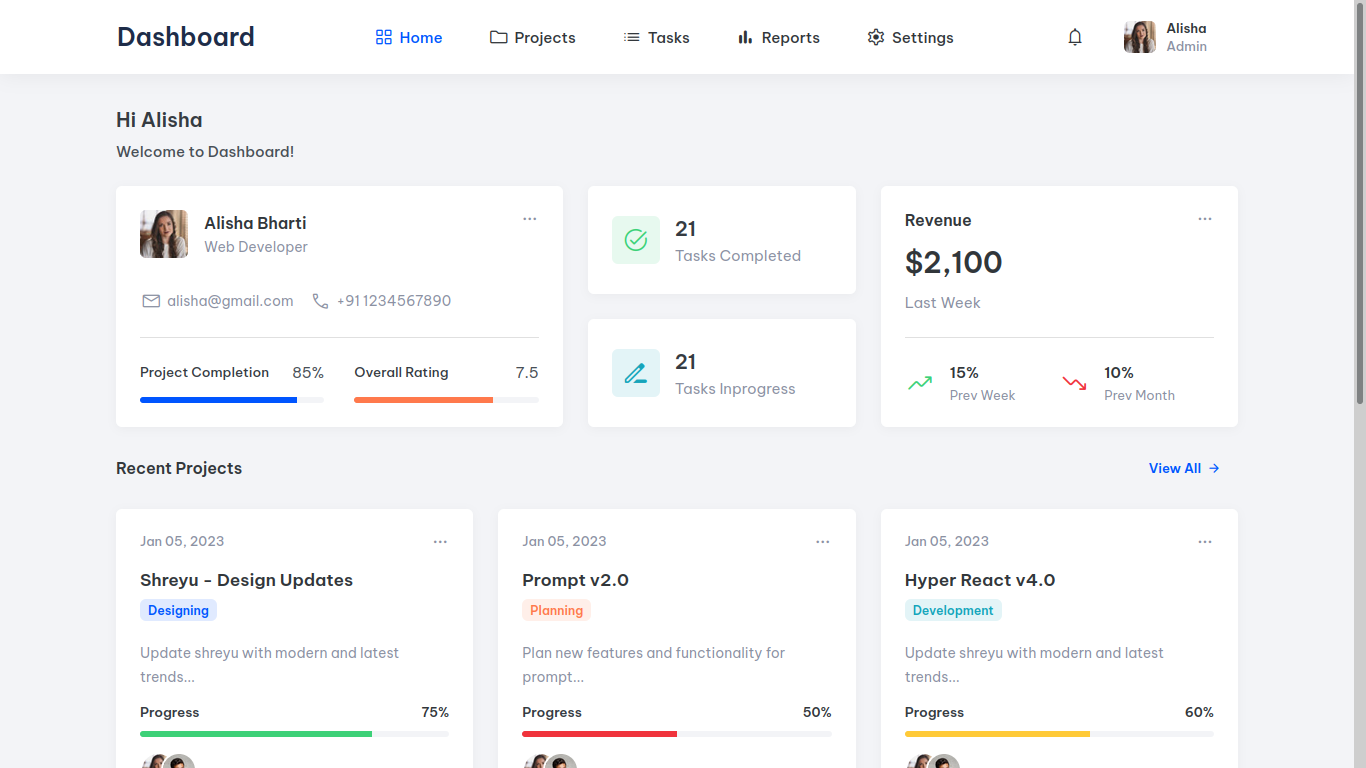 Dashboard
Home
Projects
Tasks
Reports
Settings
Alisha
Admin
Hi Alisha
Welcome to Dashboard!
Alisha Bharti
Web Developer
alisha@gmail.com
+91 1234567890
Project Completion 85%
Overall Rating 7.5
21
Tasks Completed
21
Tasks Inprogress
Revenue
$2,100
Last Week
15%
Prev Week
10%
Prev Month
Recent Projects
View All
Jan 05, 2023
Shreyu - Design Updates
Designing
Update shreyu with modern and latest
trends...
Progress 75%
Jan 05, 2023
Prompt v2.0
Planning
Plan new features and functionality for
prompt...
Progress 50%
Jan 05, 2023
Hyper React v4.0
Development
Update shreyu with modern and latest
trends...
Progress 60%